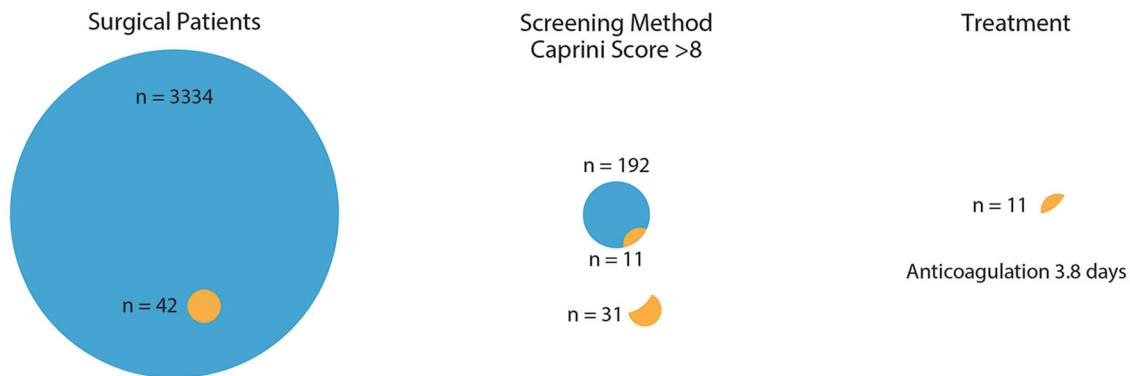 Surgical Patients
n = 3334
n = 42
Screening Method
Caprini Score >8
n = 192
n = 11
n = 31
Treatment
n = 11
Anticoagulation 3.8 days